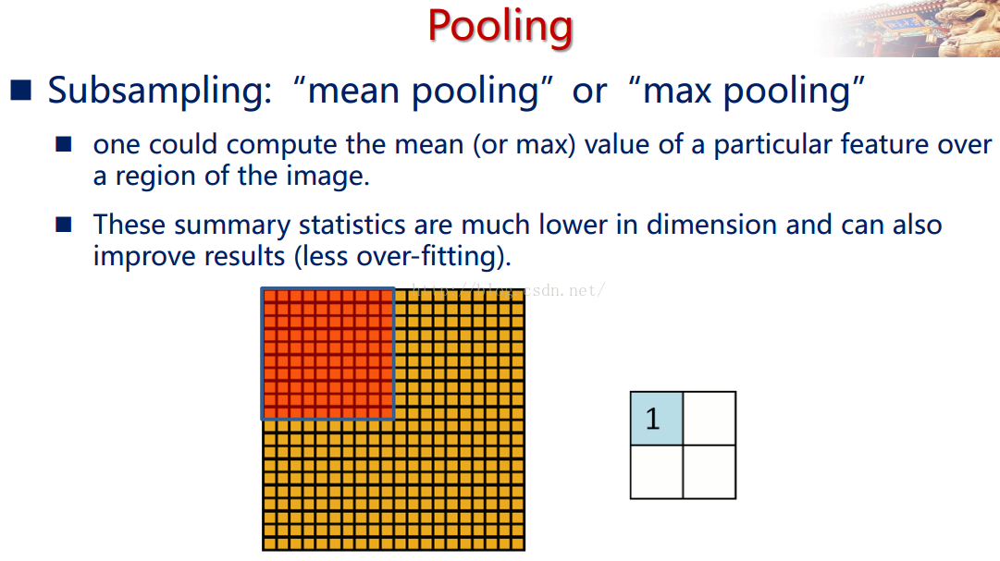 Pooling
Subsampling: “mean pooling” or “max pooling”
one could compute the mean (or max) value of a particular feature over
a region of the image.
These summary statistics are much lower in dimension and can also
improve results (less over-fitting).
http://blog.csdn.net/
1